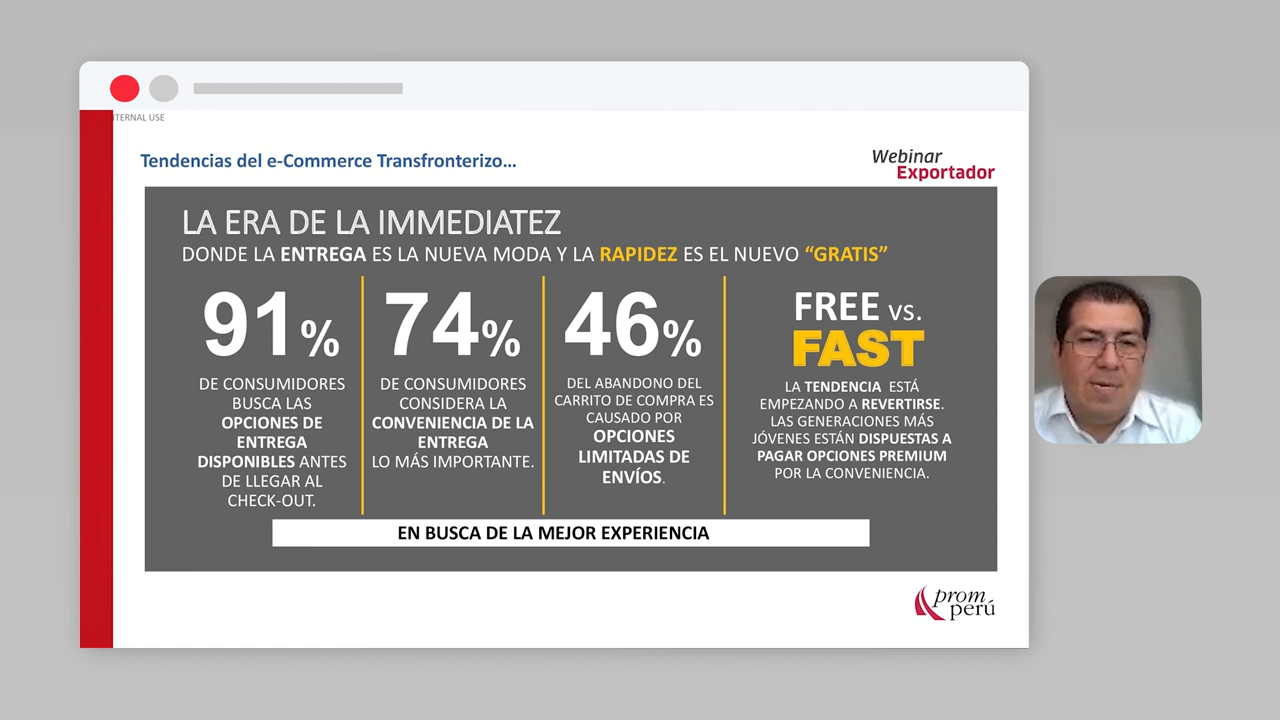 TERNAL USE
Tendencias del e-Commerce Transfronterizo...
Webinar
Exportador
LA ERA DE LA IMMEDIATEZ
DONDE LA ENTREGA ES LA NUEVA MODA Y LA RAPIDEZ ES EL NUEVO “GRATIS”
91%
DE CONSUMIDORES
BUSCA LAS
OPCIONES DE
ENTREGA
DISPONIBLES ANTES
DE LLEGAR AL
CHECK-OUT.
74%
DE CONSUMIDORES
CONSIDERA LA
CONVENIENCIA DE LA
ENTREGA
LO MÁS IMPORTANTE.
46%
DEL ABANDONO DEL
CARRITO DE COMPRA ES
CAUSADO POR
OPCIONES
LIMITADAS DE
ENVÍOS.
FREE vs.
FAST
LA TENDENCIA ESTÁ
EMPEZANDO A REVERTIRSE.
LAS GENERACIONES MÁS
JÓVENES ESTÁN DISPUESTAS A
PAGAR OPCIONES PREMIUM
POR LA CONVENIENCIA.
EN BUSCA DE LA MEJOR EXPERIENCIA
prom
perú